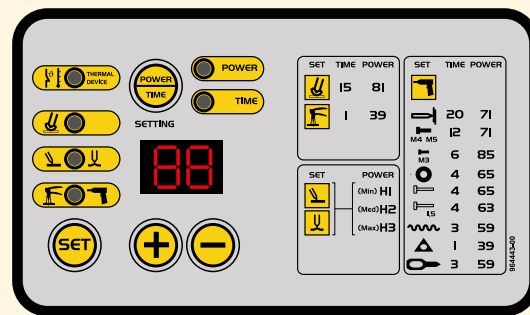 THERMAL
DEVICE
POWER
TIME
POWER
TIME
SETTING
88
SET
+
−
SET TIME POWER
15 81
1 39
SET POWER
(Min) H1
(Med) H2
(Max) H3
SET TIME POWER
20 71
M4 M5 12 71
M3 6 85
4 65
4 65
1,5 4 63
3 59
1 39
3 59
964443-00